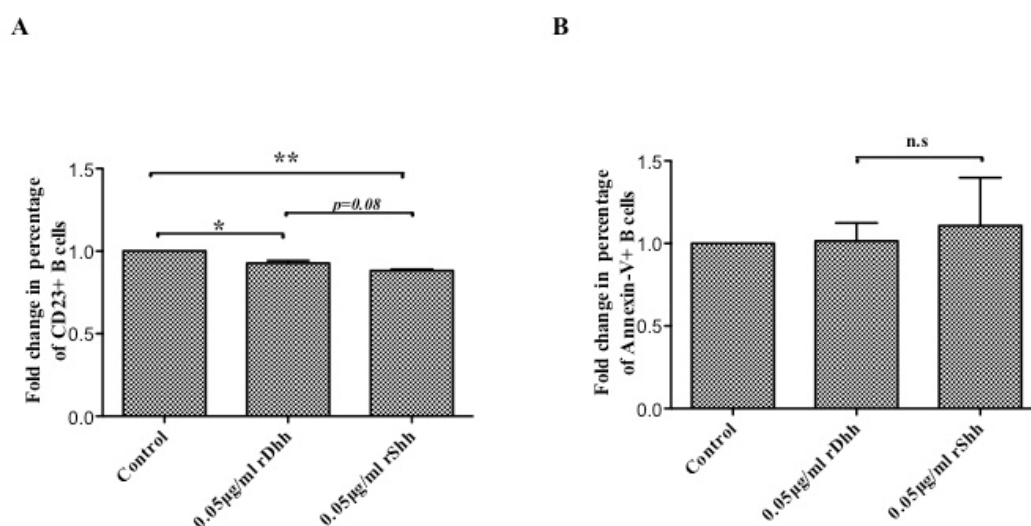 A
Fold change in percentage
of CD23+ B cells
1.5
1.0
0.5
0.0
**
p=0.08
*
Control
0.05µg/ml rDhh
0.05µg/ml rShh
B
Fold change in percentage
of Annexin-V+ B cells
1.5
1.0
0.5
0.0
n.s
Control
0.05µg/ml rDhh
0.05µg/ml rShh